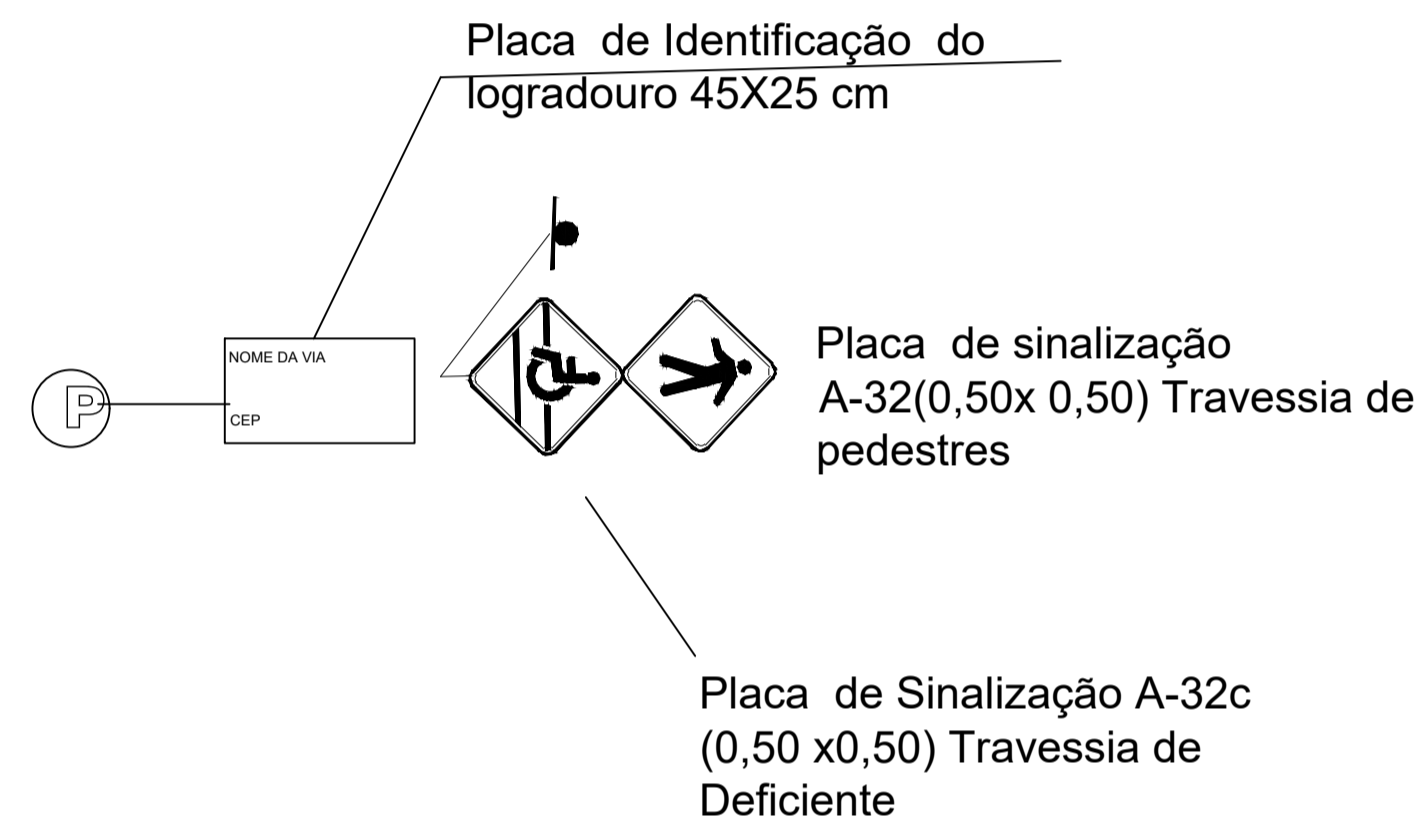 Placa de Identificação do
logradouro 45X25 cm
NOME DA VIA
P
CEP
Placa de sinalização
A-32(0,50x 0,50) Travessia de
pedestres
Placa de Sinalização A-32c
(0,50 x0,50) Travessia de
Deficiente